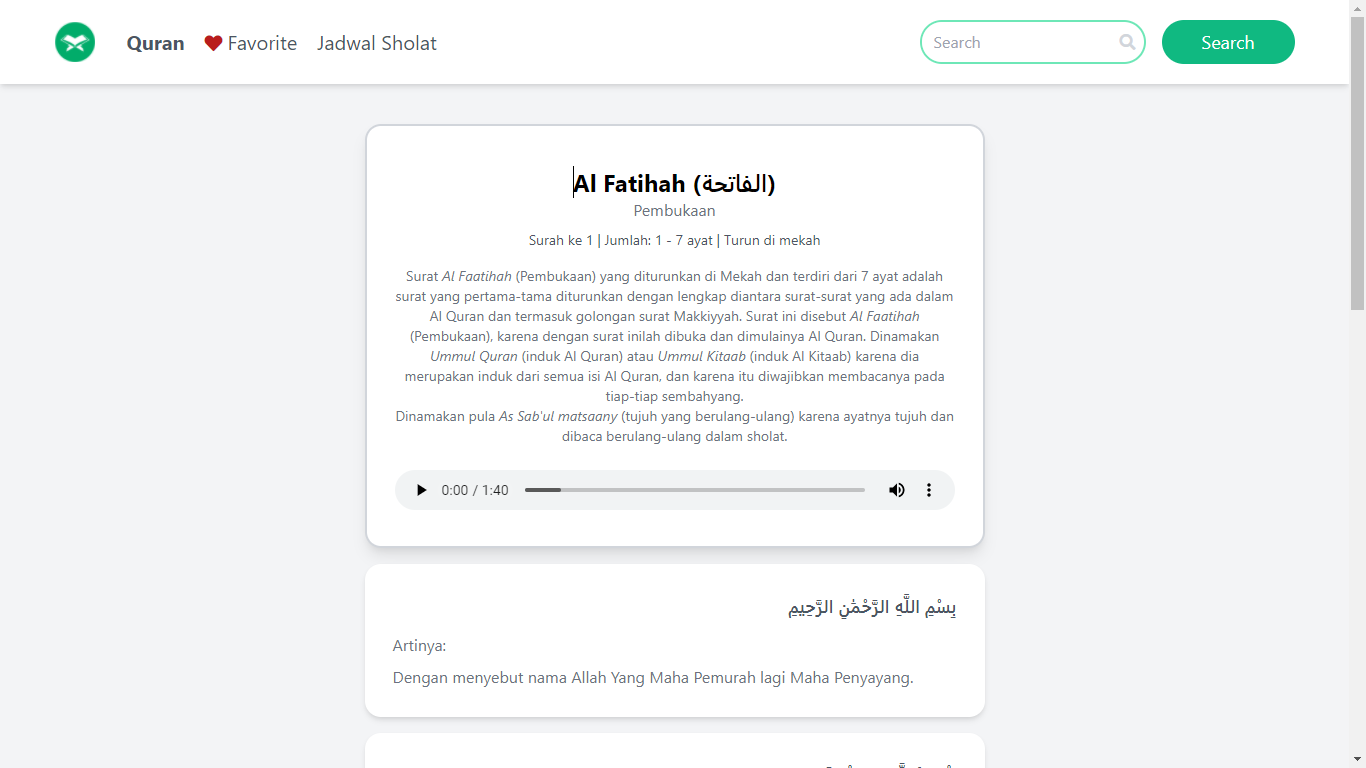 Quran Favorite Jadwal Sholat Search Search
Al Fatihah (الفاتحة)
Pembukaan
Surah ke 1 | Jumlah: 1 - 7 ayat | Turun di mekah
Surat Al Faatihah (Pembukaan) yang diturunkan di Mekah dan terdiri dari 7 ayat adalah
surat yang pertama-tama diturunkan dengan lengkap diantara surat-surat yang ada dalam
Al Quran dan termasuk golongan surat Makkiyyah. Surat ini disebut Al Faatihah
(Pembukaan), karena dengan surat inilah dibuka dan dimulainya Al Quran. Dinamakan
Ummul Quran (induk Al Quran) atau Ummul Kitaab (induk Al Kitaab) karena dia
merupakan induk dari semua isi Al Quran, dan karena itu diwajibkan membacanya pada
tiap-tiap sembahyang.
Dinamakan pula As Sab'ul matsaany (tujuh yang berulang-ulang) karena ayatnya tujuh dan
dibaca berulang-ulang dalam sholat.
0:00 / 1:40
بِسْمِ اللَّهِ الرَّحْمَٰنِ الرَّحِيمِ
Artinya:
Dengan menyebut nama Allah Yang Maha Pemurah lagi Maha Penyayang.